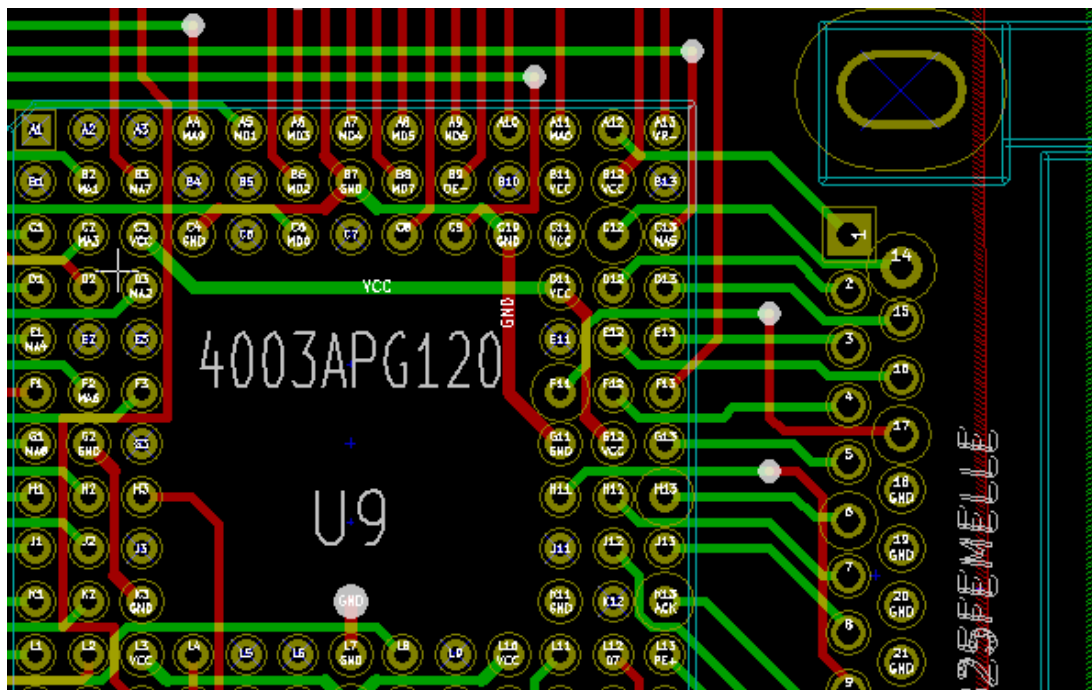 A1 A2 A3 A4 MA9 A5 MD1 A6 MD3 A7 MD4 A8 MD5 A9 MD6 A10 A11 MA0 A12 A13 VR-
B1 B2 MA1 B3 MA7 B4 B5 B6 MD2 B7 GND B8 MD7 B9 OE- B10 B11 VCC B12 VCC B13
1
C1 C2 MA3 C3 VCC C4 GND C6 MD0 C7 C8 C9 C10 GND C11 VCC C12 C13 MA5
14
D1 D2 D3 MA2 VCC D11 VCC D12 D13 2
GND
15
E1 MA4 E2 E3 E11 E12 E13 3
4003APG120
16
F1 F2 MA6 F3 F11 F12 F13 4
17
G1 MA8 G2 GND G3 G11 GND G12 VCC G13 5
18 GND
H1 H2 H3 H11 H12 H13 6
U9
19 GND
J1 J2 J3 J11 J12 J13 7
20 GND
K1 K2 K3 GND GND K11 GND K12 K13 ACK 8
21 GND
L1 L2 L3 VCC L4 L5 L6 L7 GND L8 L9 L10 VCC L11 L12 D7 L13 PE+ 9